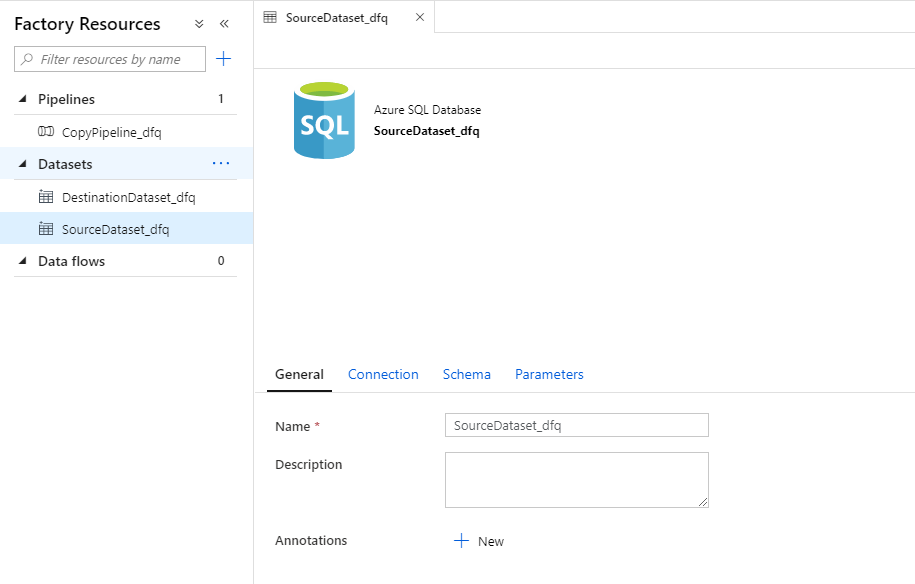 Factory Resources
Filter resources by name
Pipelines 1
CopyPipeline_dfq
Datasets
DestinationDataset_dfq
SourceDataset_dfq
Data flows 0
SourceDataset_dfq
SQL
Azure SQL Database
SourceDataset_dfq
General Connection Schema Parameters
Name * SourceDataset_dfq
Description
Annotations New